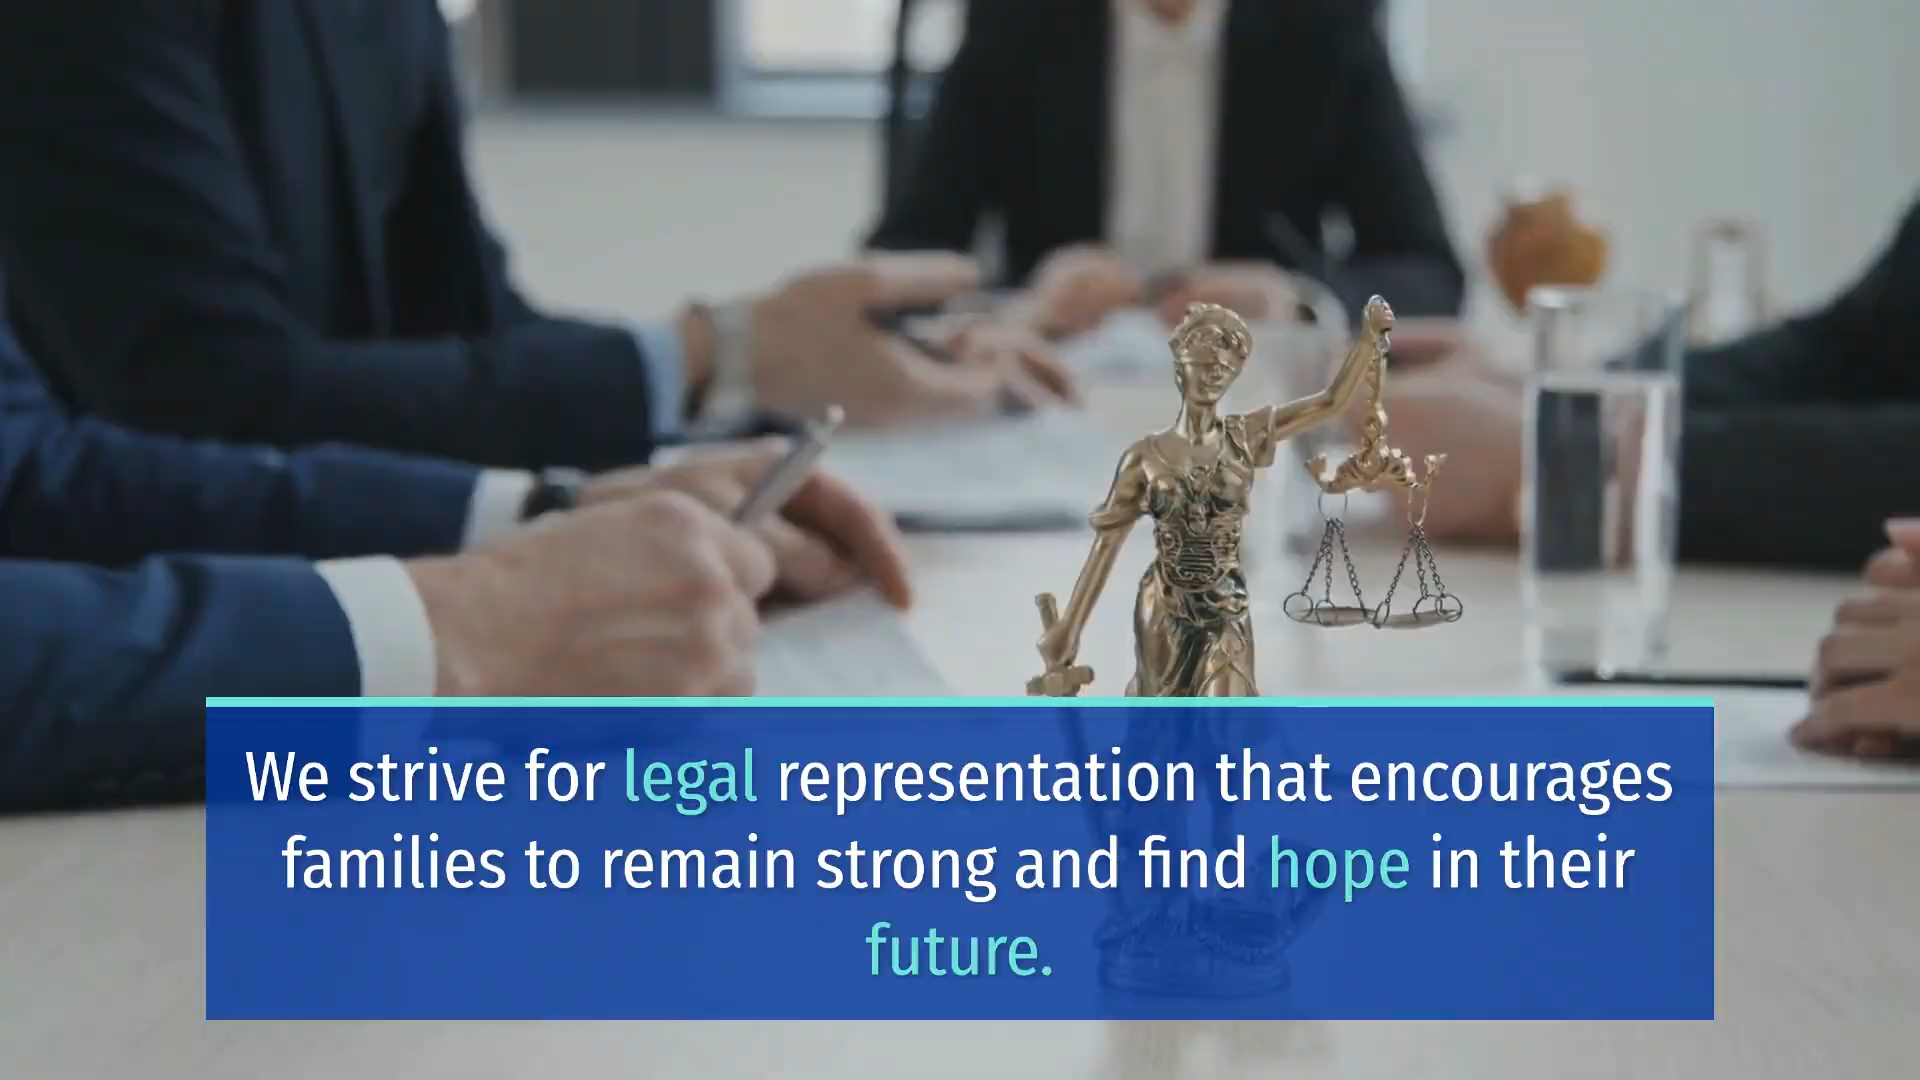 We strive for legal representation that encourages
families to remain strong and find hope in their
future.